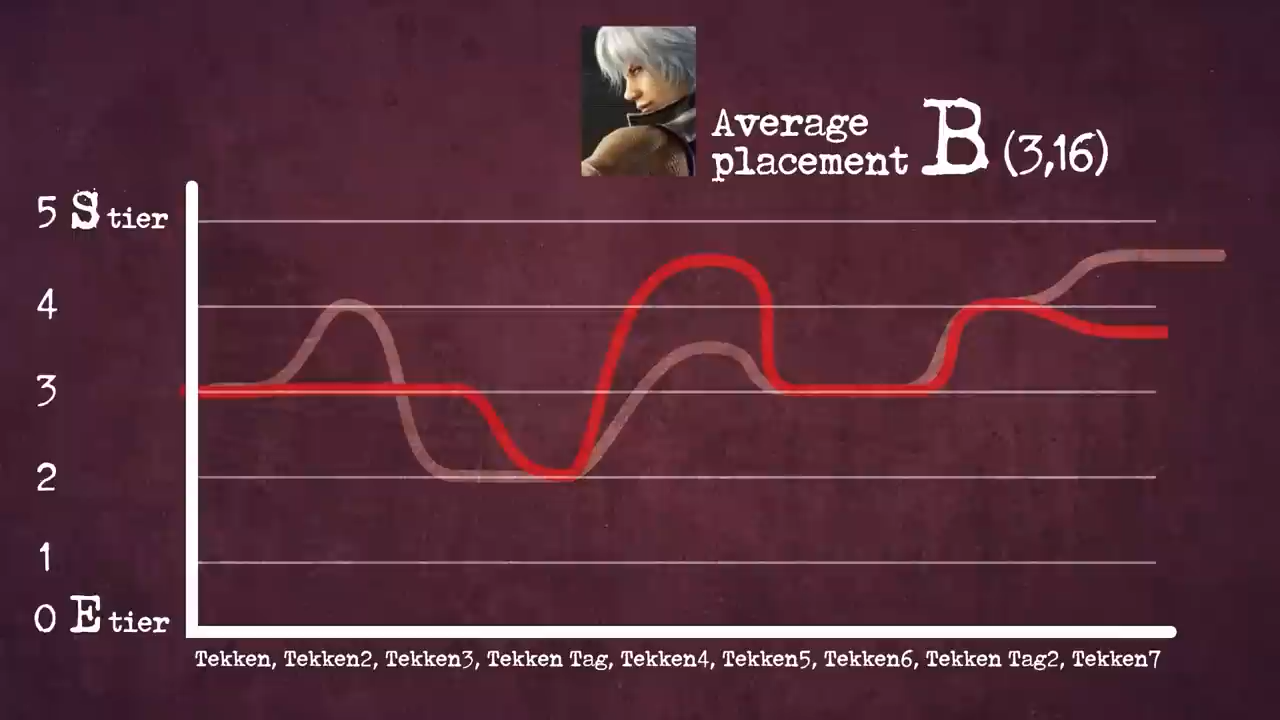 Average
placement B (3,16)
5 S tier
4
3
2
1
0 E tier
Tekken, Tekken2, Tekken3, Tekken Tag, Tekken4, Tekken5, Tekken6, Tekken Tag2, Tekken7